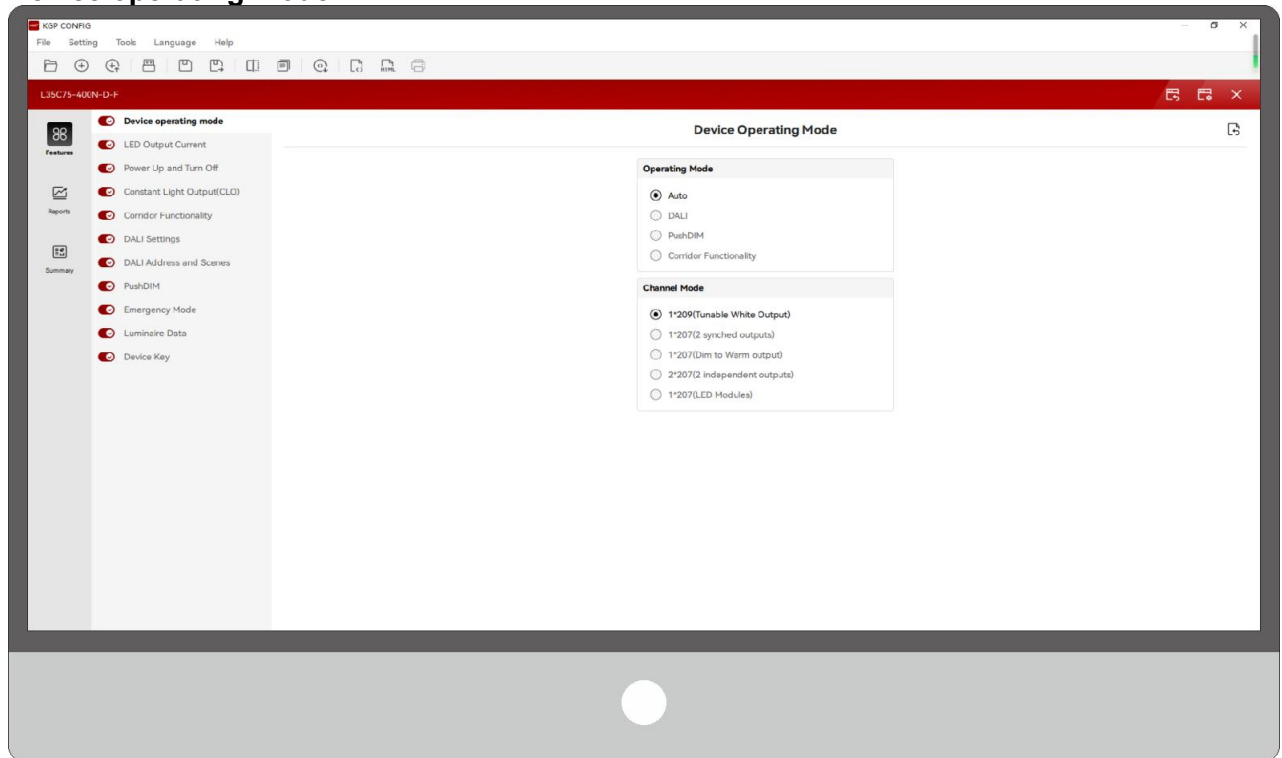 KGP CONFIG
File Setting Tools Language Help
HTML
L35C75-400N-D-F
Features
Reports
Summary
Device operating mode
LED Output Current
Power Up and Turn Off
Constant Light Output(CLO)
Corridor Functionality
DALI Settings
DALI Address and Scenes
PushDIM
Emergency Mode
Luminaire Data
Device Key
Device Operating Mode
Operating Mode
Auto
DALI
PushDIM
Corridor Functionality
Channel Mode
1*209(Tunable White Output)
1*207(2 synched outputs)
1*207(Dim to Warm output)
2*207(2 independent outputs)
1*207(LED Modules)